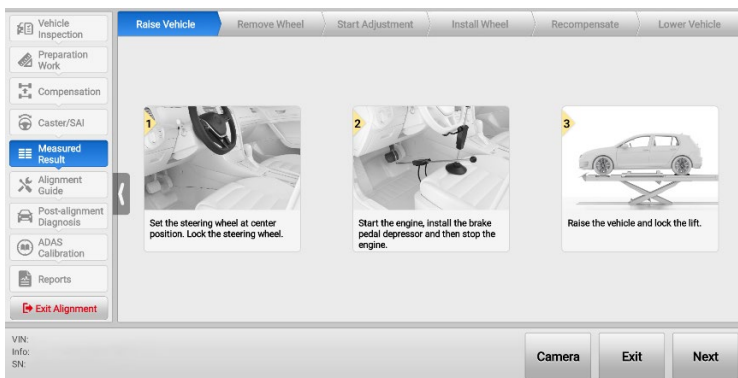 Vehicle
Inspection
Preparation
Work
Compensation
Caster/SAI
Measured
Result
Alignment
Guide
Post-alignment
Diagnosis
ADAS
Calibration
Reports
Exit Alignment
Raise Vehicle
Remove Wheel
Start Adjustment
Install Wheel
Recompensate
Lower Vehicle
1
Set the steering wheel at center
position. Lock the steering wheel.
2
Start the engine, install the brake
pedal depressor and then stop the
engine.
3
Raise the vehicle and lock the lift.
VIN:
Info:
SN:
Camera
Exit
Next